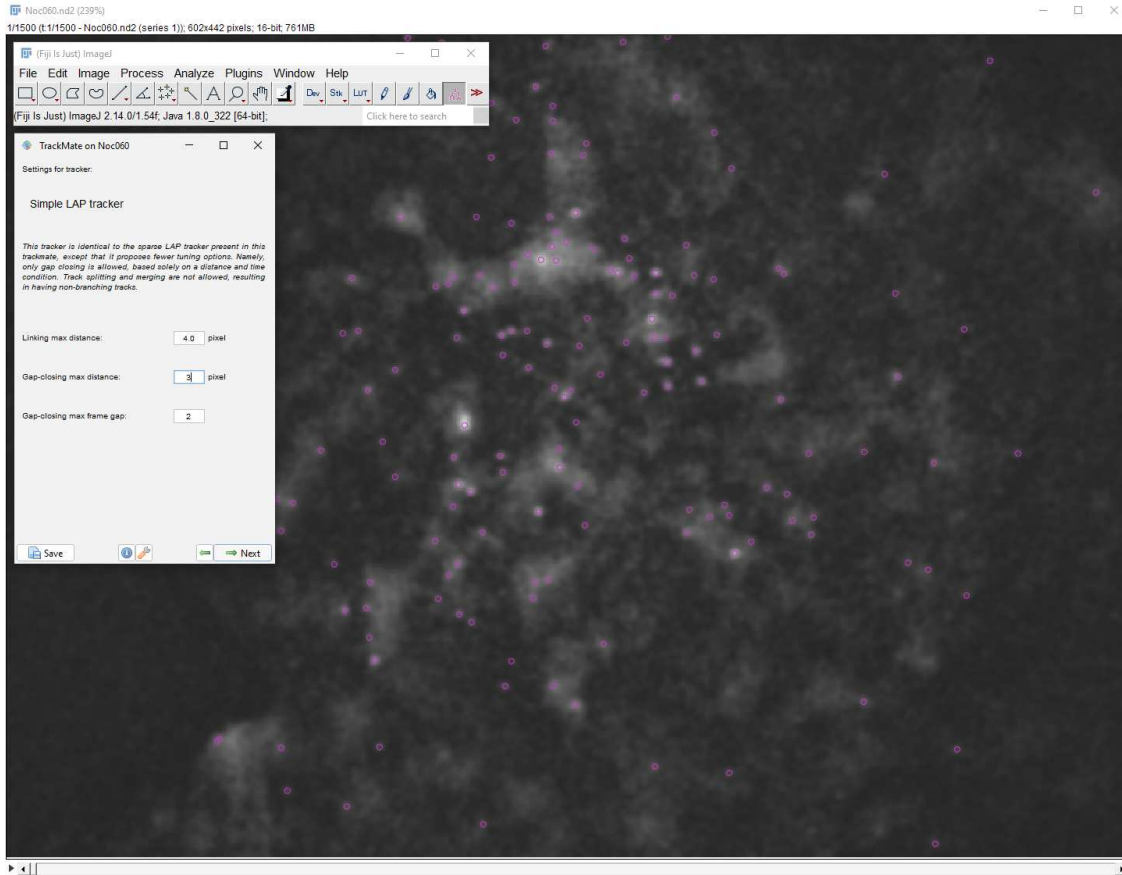 Noc060.nd2 (239%)
1/1500 (t:1/1500 - Noc060.nd2 (series 1)); 602x442 pixels; 16-bit; 761MB
(Fiji Is Just) ImageJ
File Edit Image Process Analyze Plugins Window Help
A Dev Stk LUT
(Fiji Is Just) ImageJ 2.14.0/1.54f; Java 1.8.0_322 [64-bit]; Click here to search
TrackMate on Noc060
Settings for tracker:
Simple LAP tracker
This tracker is identical to the sparse LAP tracker present in this
trackmate, except that it proposes fewer tuning options. Namely,
only gap closing is allowed, based solely on a distance and time
condition. Track splitting and merging are not allowed, resulting
in having non-branching tracks.
Linking max distance: 4.0 pixel
Gap-closing max distance: 3 pixel
Gap-closing max frame gap: 2
Save Next